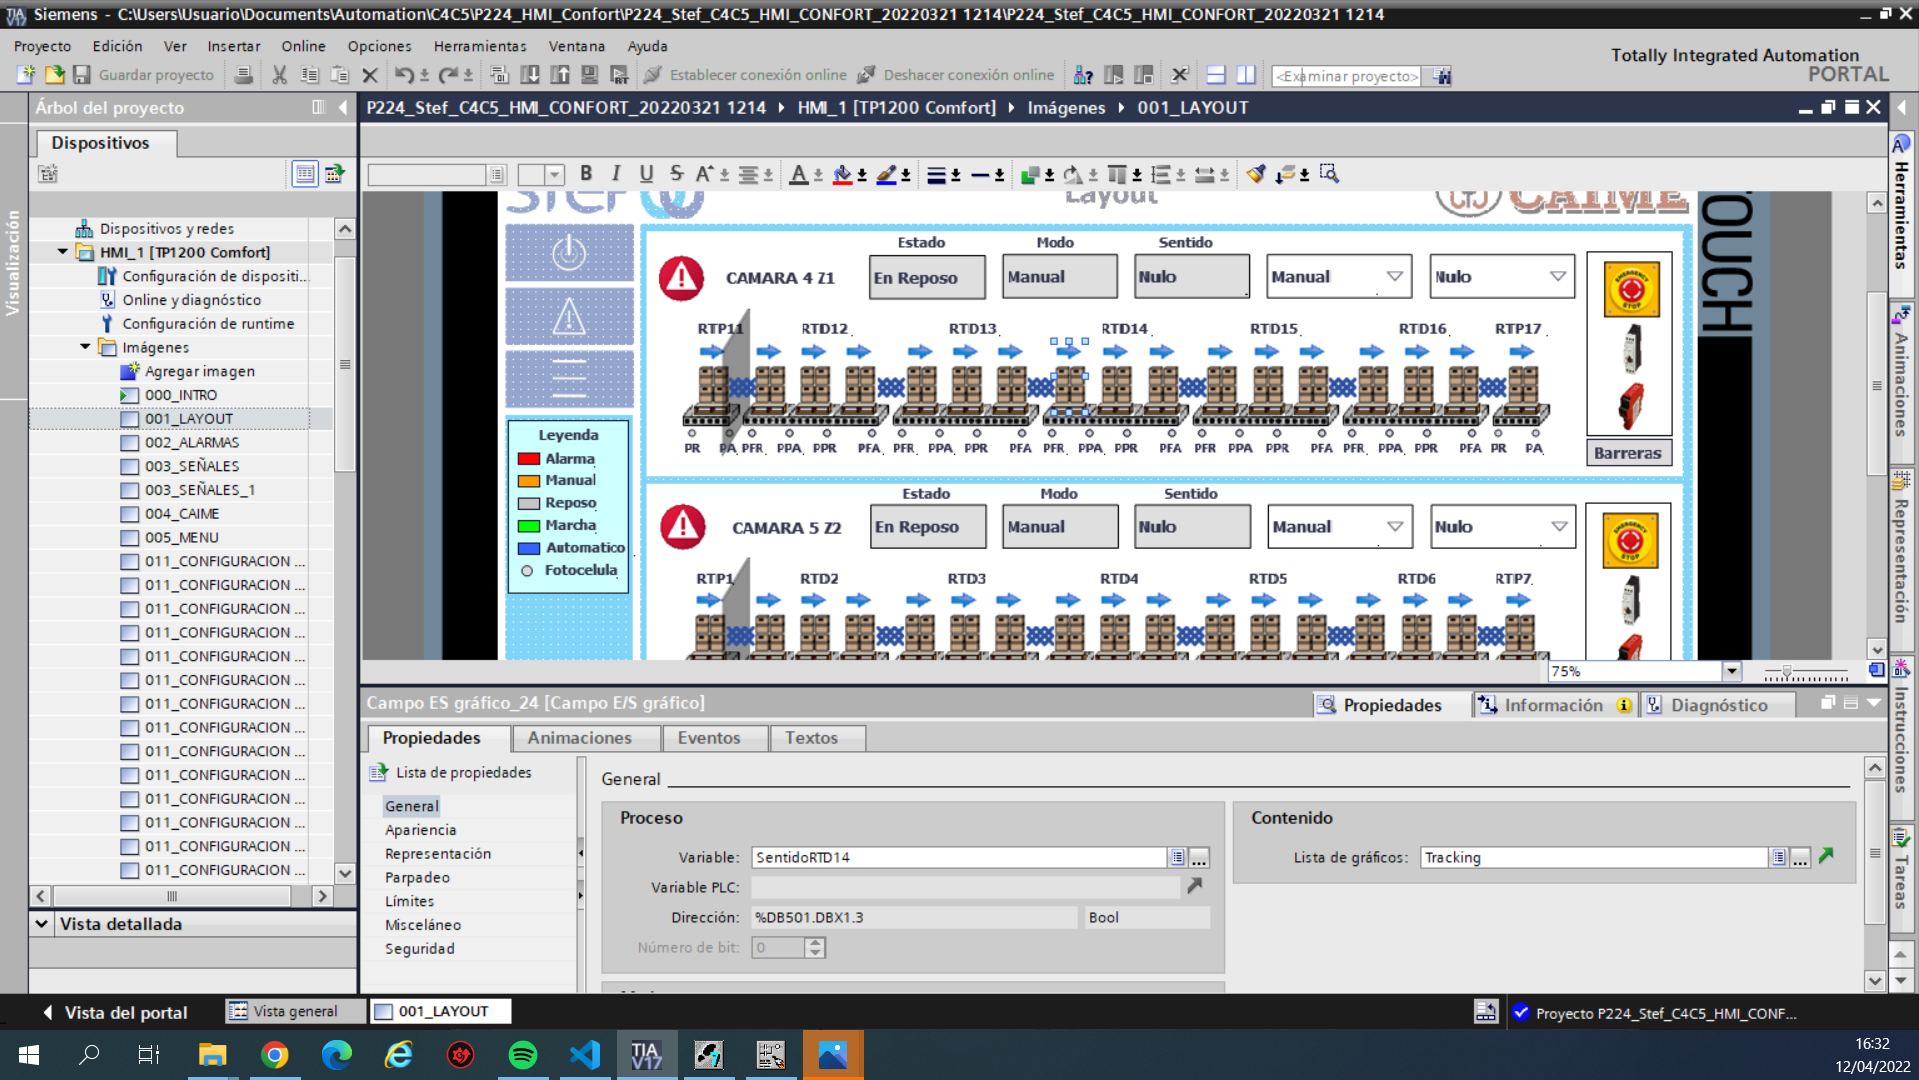 Siemens - C:\Users\Usuario\Documents\Automation\C4C5\P224_HMI_Confort\P224_Stef_C4C5_HMI_CONFORT_20220321 1214\P224_Stef_C4C5_HMI_CONFORT_20220321 1214
Proyecto Edición Ver Insertar Online Opciones Herramientas Ventana Ayuda
Totally Integrated Automation
PORTAL
Guardar proyecto
Establecer conexión online
Deshacer conexión online
<Examinar proyecto>
Árbol del proyecto
P224_Stef_C4C5_HMI_CONFORT_20220321 1214 HMI_1 [TP1200 Comfort] Imágenes 001_LAYOUT
Dispositivos
Visualización
Dispositivos y redes
HMI_1 [TP1200 Comfort]
Configuración de dispositi...
Online y diagnóstico
Configuración de runtime
Imágenes
Agregar imagen
000_INTRO
001_LAYOUT
002_ALARMAS
003_SEÑALES
003_SEÑALES_1
004_CAIME
005_MENU
011_CONFIGURACION ...
011_CONFIGURACION ...
011_CONFIGURACION ...
011_CONFIGURACION ...
011_CONFIGURACION ...
011_CONFIGURACION ...
011_CONFIGURACION ...
011_CONFIGURACION ...
011_CONFIGURACION ...
011_CONFIGURACION ...
011_CONFIGURACION ...
011_CONFIGURACION ...
011_CONFIGURACION ...
011_CONFIGURACION ...
Vista detallada
B I U S A
Layout
CAIME
TOUCH
Estado Modo Sentido
CAMARA 4 Z1 En Reposo Manual Nulo Manual Nulo
EMERGENCY STOP
RTP11 RTD12 RTD13 RTD14 RTD15 RTD16 RTP17
PR PA PFR PPA PPR PFA PFR PPA PPR PFA PFR PPA PPR PFA PFR PPA PPR PFA PFR PPA PPR PFA PR PA
Barreras
Leyenda
Alarma
Manual
Reposo
Marcha
Automatico
Fotocelula
Estado Modo Sentido
CAMARA 5 Z2 En Reposo Manual Nulo Manual Nulo
EMERGENCY STOP
RTP1 RTD2 RTD3 RTD4 RTD5 RTD6 RTP7
75%
Herramientas
Animaciones
Representación
Instrucciones
Tareas
Campo ES gráfico_24 [Campo E/S gráfico]
Propiedades Información Diagnóstico
Propiedades Animaciones Eventos Textos
Lista de propiedades
General
Apariencia
Representación
Parpadeo
Límites
Misceláneo
Seguridad
General
Proceso
Variable: SentidoRTD14
Variable PLC:
Dirección: %DB501.DBX1.3 Bool
Número de bit: 0
Contenido
Lista de gráficos: Tracking
Vista del portal
Vista general
001_LAYOUT
Proyecto P224_Stef_C4C5_HMI_CONF...
TIA V17
16:32
12/04/2022